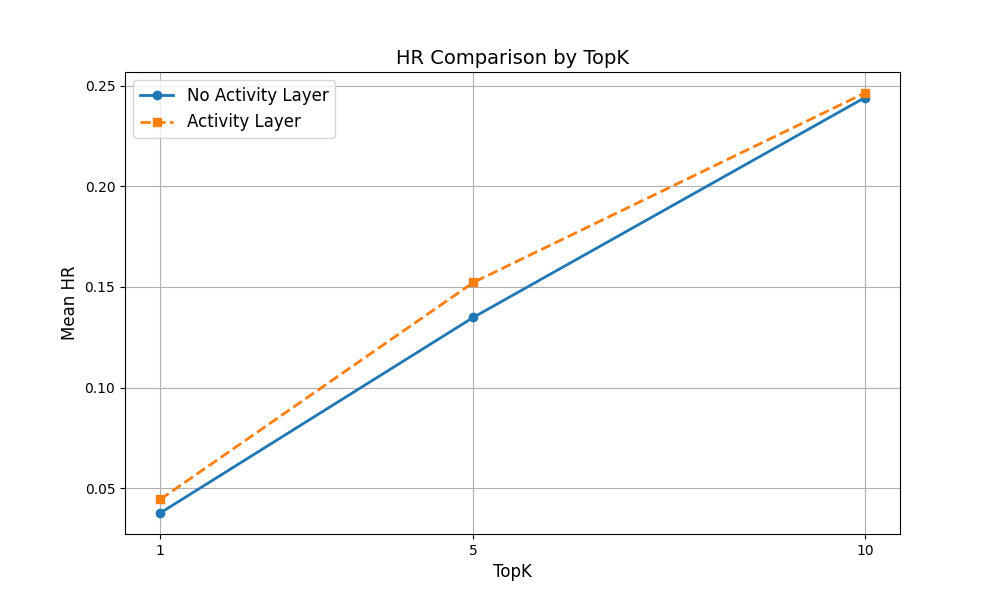 HR Comparison by TopK
No Activity Layer
Activity Layer
Mean HR
0.25
0.20
0.15
0.10
0.05
1 5 10
TopK